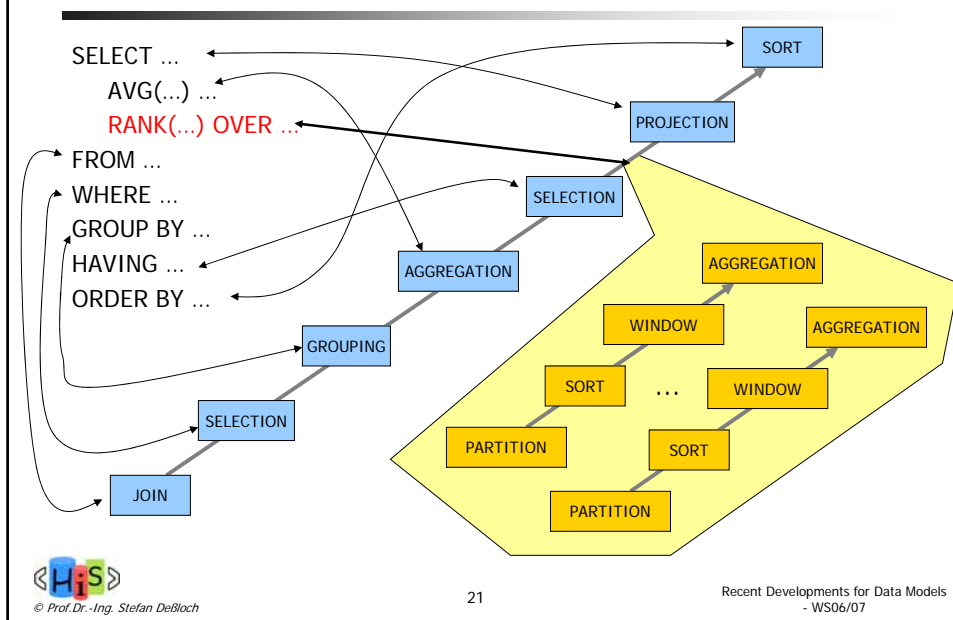 SELECT ...
AVG(...) ...
RANK(...) OVER ...
FROM ...
WHERE ...
GROUP BY ...
HAVING ...
ORDER BY ...
SORT
PROJECTION
SELECTION
AGGREGATION
GROUPING
SELECTION
JOIN
AGGREGATION
WINDOW
SORT
PARTITION
...
AGGREGATION
WINDOW
SORT
PARTITION
<HiS>
© Prof.Dr.-Ing. Stefan Deßloch
21
Recent Developments for Data Models
- WS06/07